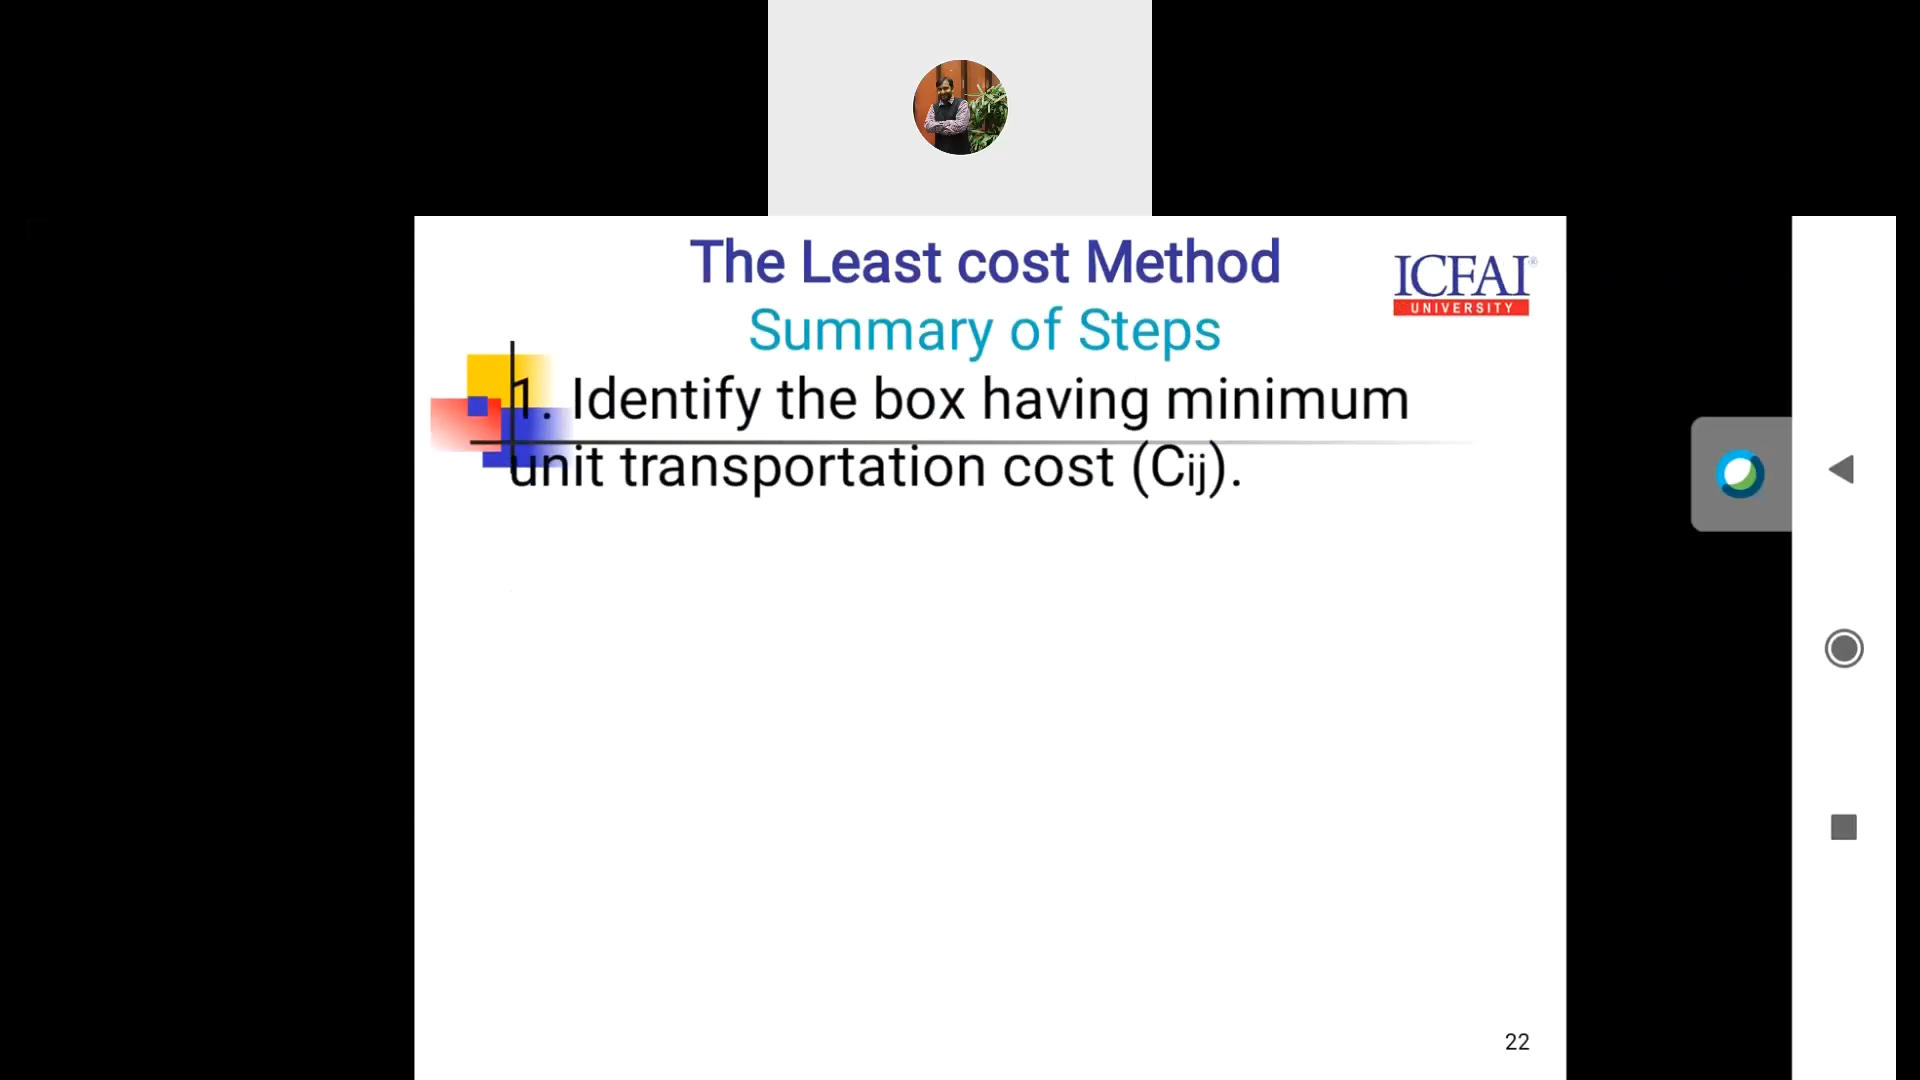 The Least cost Method
ICFAI®
UNIVERSITY
Summary of Steps
1. Identify the box having minimum
unit transportation cost (Cij).
22